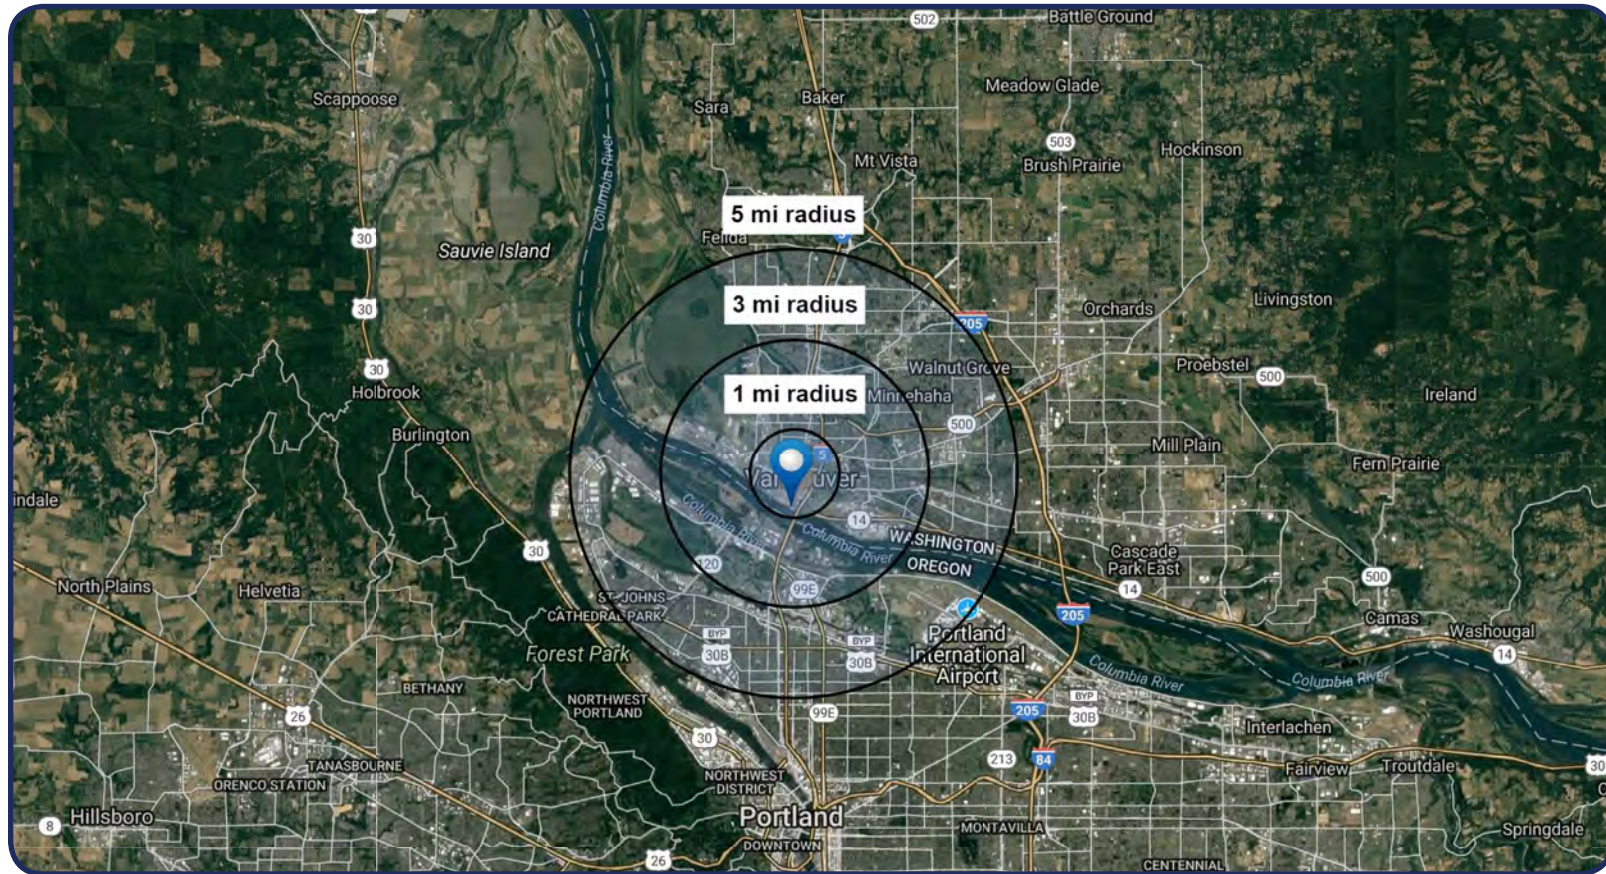 502
Battle Ground
Scappoose
Sara
Baker
Meadow Glade
503
Hockinson
Mt Vista
Brush Prairie
Columbia River
5 mi radius
30
Sauvie Island
Felida
5
3 mi radius
30
205
Orchards
Livingston
30
Holbrook
Walnut Grove
Proebstel
500
1 mi radius
Minnehaha
Ireland
Burlington
500
Mill Plain
5
Fern Prairie
Columbia River
14
Columbia River
WASHINGTON
OREGON
30
120
Cascade
Park East
500
North Plains
Helvetia
99E
14
ST. JOHNS
CATHEDRAL PARK
205
Camas
Washougal
14
Forest Park
BYP
30B
BYP
30B
Portland
International
Airport
Columbia River
Columbia River
BETHANY
NORTHWEST
PORTLAND
26
99E
205
BYP
30B
Interlachen
30
213
84
TANASBOURNE
ORENCO STATION
NORTHWEST
DISTRICT
Fairview
Troutdale
30
8
Hillsboro
Portland
DOWNTOWN
MONTAVILLA
Springdale
26
CENTENNIAL